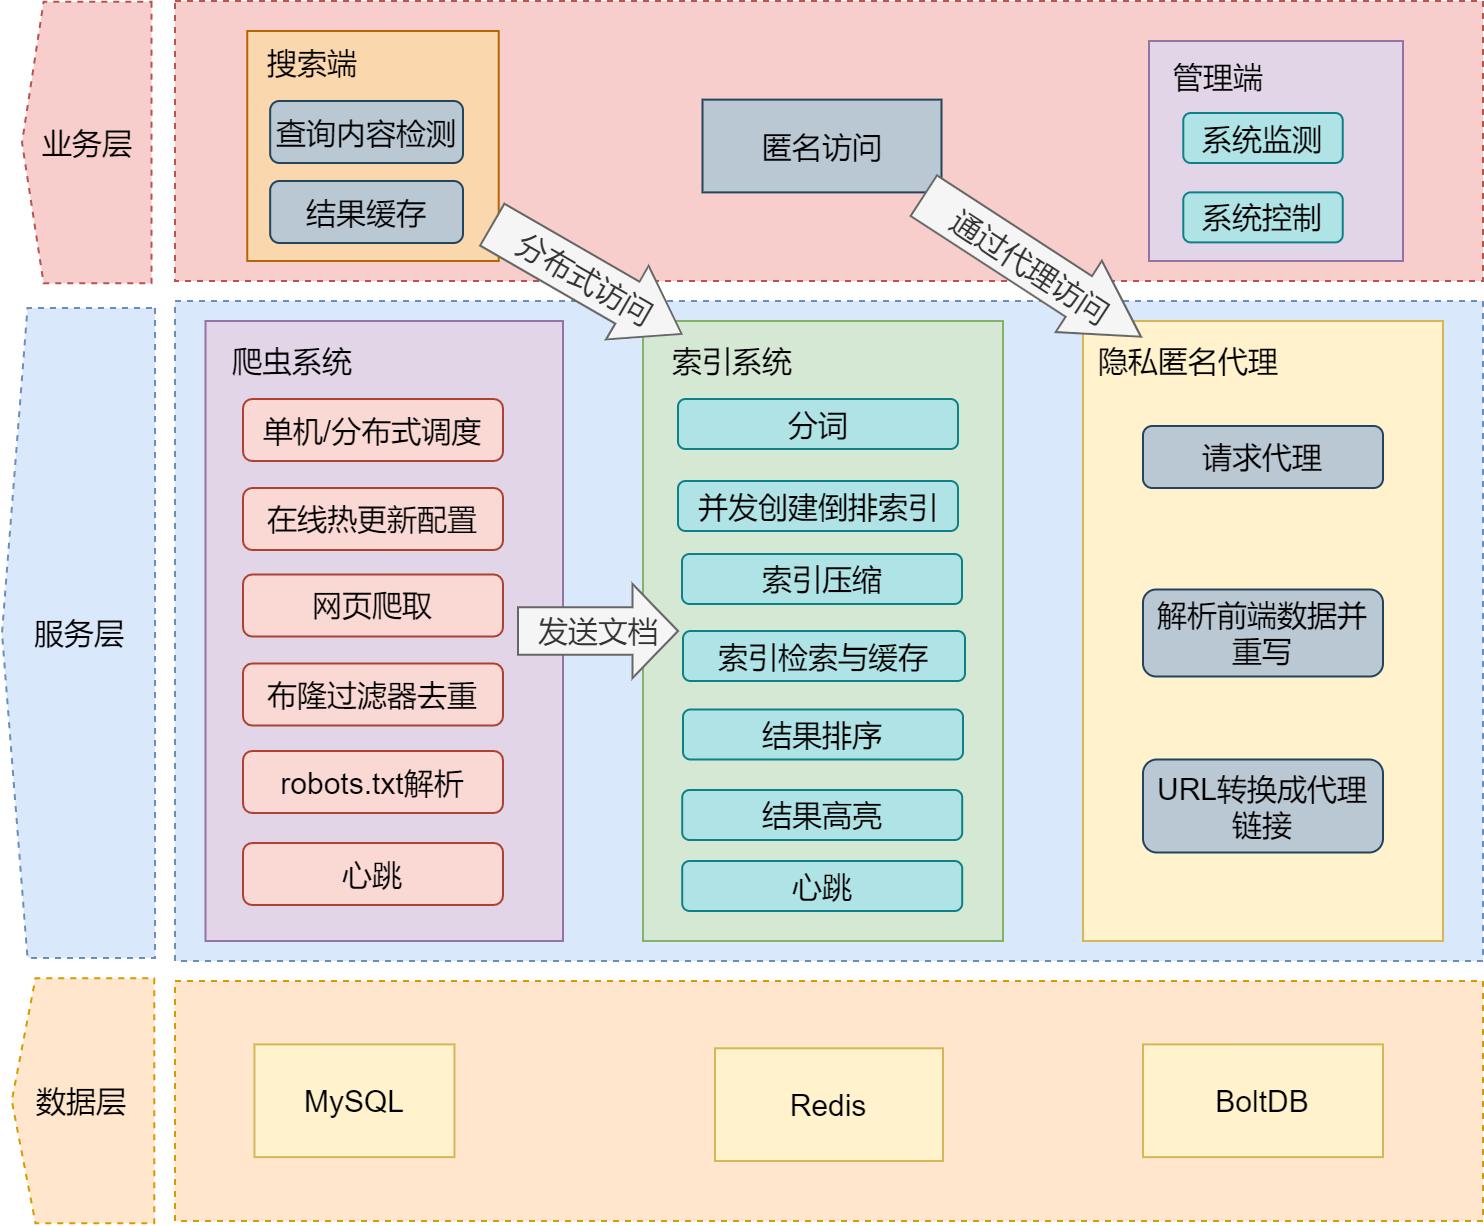 业务层
搜索端
查询内容检测
结果缓存
匿名访问
管理端
系统监测
系统控制
分布式访问
通过代理访问
服务层
爬虫系统
单机/分布式调度
在线热更新配置
网页爬取
布隆过滤器去重
robots.txt解析
心跳
发送文档
索引系统
分词
并发创建倒排索引
索引压缩
索引检索与缓存
结果排序
结果高亮
心跳
隐私匿名代理
请求代理
解析前端数据并
重写
URL转换成代理
链接
数据层
MySQL
Redis
BoltDB